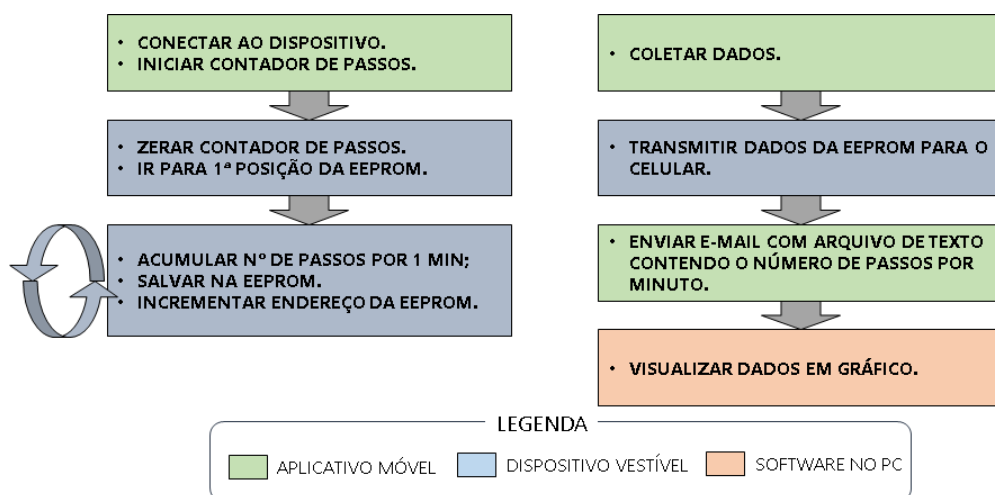 • CONECTAR AO DISPOSITIVO.
• INICIAR CONTADOR DE PASSOS.
• ZERAR CONTADOR DE PASSOS.
• IR PARA 1ª POSIÇÃO DA EEPROM.
• ACUMULAR Nº DE PASSOS POR 1 MIN;
• SALVAR NA EEPROM.
• INCREMENTAR ENDEREÇO DA EEPROM.
• COLETAR DADOS.
• TRANSMITIR DADOS DA EEPROM PARA O
CELULAR.
• ENVIAR E-MAIL COM ARQUIVO DE TEXTO
CONTENDO O NÚMERO DE PASSOS POR
MINUTO.
• VISUALIZAR DADOS EM GRÁFICO.
LEGENDA
APLICATIVO MÓVEL
DISPOSITIVO VESTÍVEL
SOFTWARE NO PC